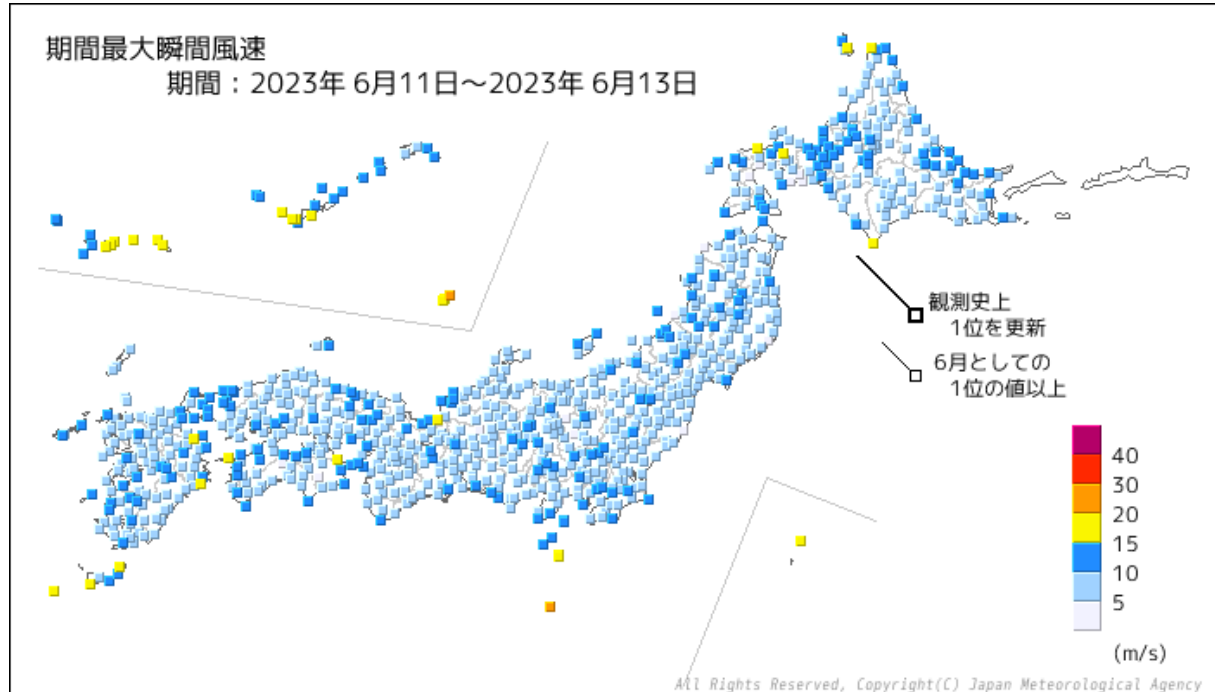 期間最大瞬間風速
期間：2023年 6月11日～2023年 6月13日
観測史上
1位を更新
6月としての
1位の値以上
40
30
20
15
10
5
(m/s)
All Rights Reserved, Copyright(C) Japan Meteorological Agency